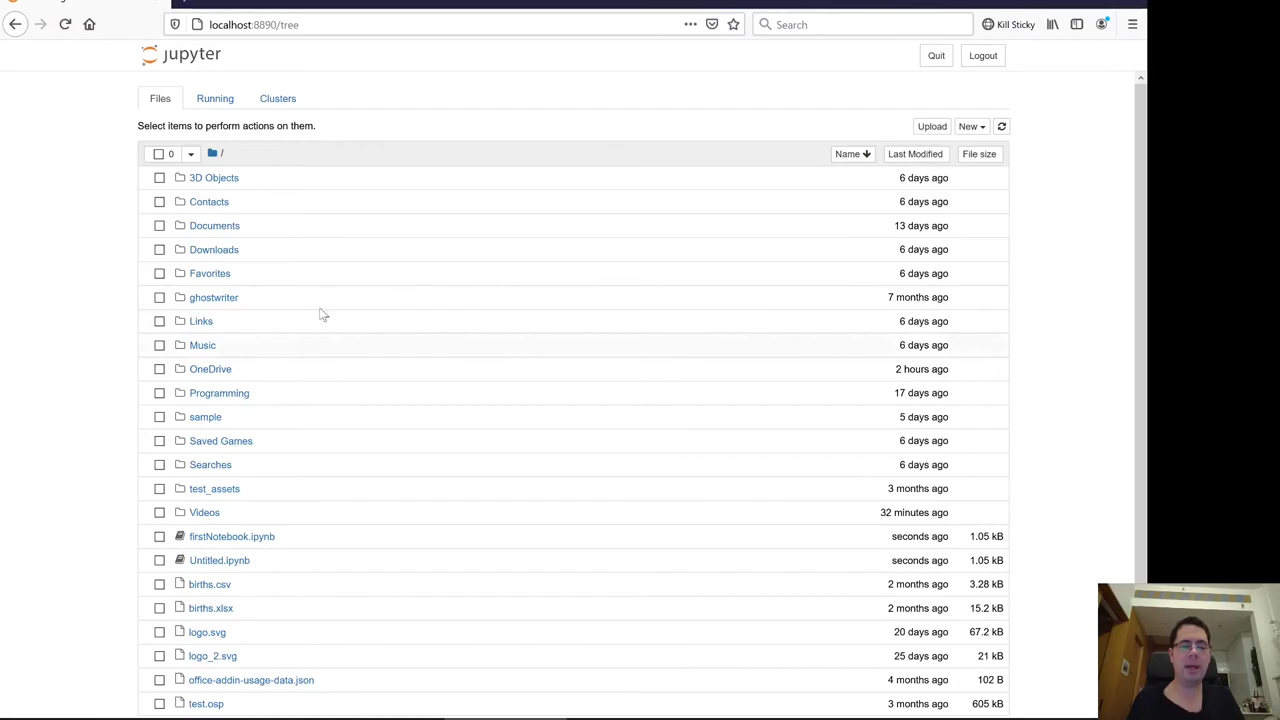 localhost:8890/tree
Search
Kill Sticky
jupyter
Quit
Logout
Files
Running
Clusters
Select items to perform actions on them.
Upload
New
0
/
Name
Last Modified
File size
3D Objects 6 days ago
Contacts 6 days ago
Documents 13 days ago
Downloads 6 days ago
Favorites 6 days ago
ghostwriter 7 months ago
Links 6 days ago
Music 6 days ago
OneDrive 2 hours ago
Programming 17 days ago
sample 5 days ago
Saved Games 6 days ago
Searches 6 days ago
test_assets 3 months ago
Videos 32 minutes ago
firstNotebook.ipynb seconds ago 1.05 kB
Untitled.ipynb seconds ago 1.05 kB
births.csv 2 months ago 3.28 kB
births.xlsx 2 months ago 15.2 kB
logo.svg 20 days ago 67.2 kB
logo_2.svg 25 days ago 21 kB
office-addin-usage-data.json 4 months ago 102 B
test.osp 3 months ago 605 kB